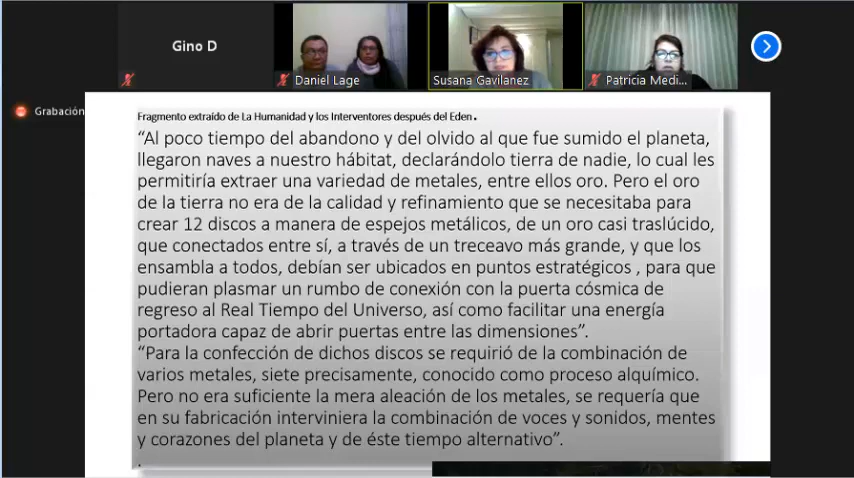 Gino D
Daniel Lage
Susana Gavilanez
Patricia Medi...
Grabación
Fragmento extraído de La Humanidad y los Interventores después del Eden.
“Al poco tiempo del abandono y del olvido al que fue sumido el planeta,
llegaron naves a nuestro hábitat, declarándolo tierra de nadie, lo cual les
permitiría extraer una variedad de metales, entre ellos oro. Pero el oro
de la tierra no era de la calidad y refinamiento que se necesitaba para
crear 12 discos a manera de espejos metálicos, de un oro casi traslúcido,
que conectados entre sí, a través de un treceavo más grande, y que los
ensambla a todos, debían ser ubicados en puntos estratégicos , para que
pudieran plasmar un rumbo de conexión con la puerta cósmica de
regreso al Real Tiempo del Universo, así como facilitar una energía
portadora capaz de abrir puertas entre las dimensiones”.
“Para la confección de dichos discos se requirió de la combinación de
varios metales, siete precisamente, conocido como proceso alquímico.
Pero no era suficiente la mera aleación de los metales, se requería que
en su fabricación interviniera la combinación de voces y sonidos, mentes
y corazones del planeta y de éste tiempo alternativo”.
.